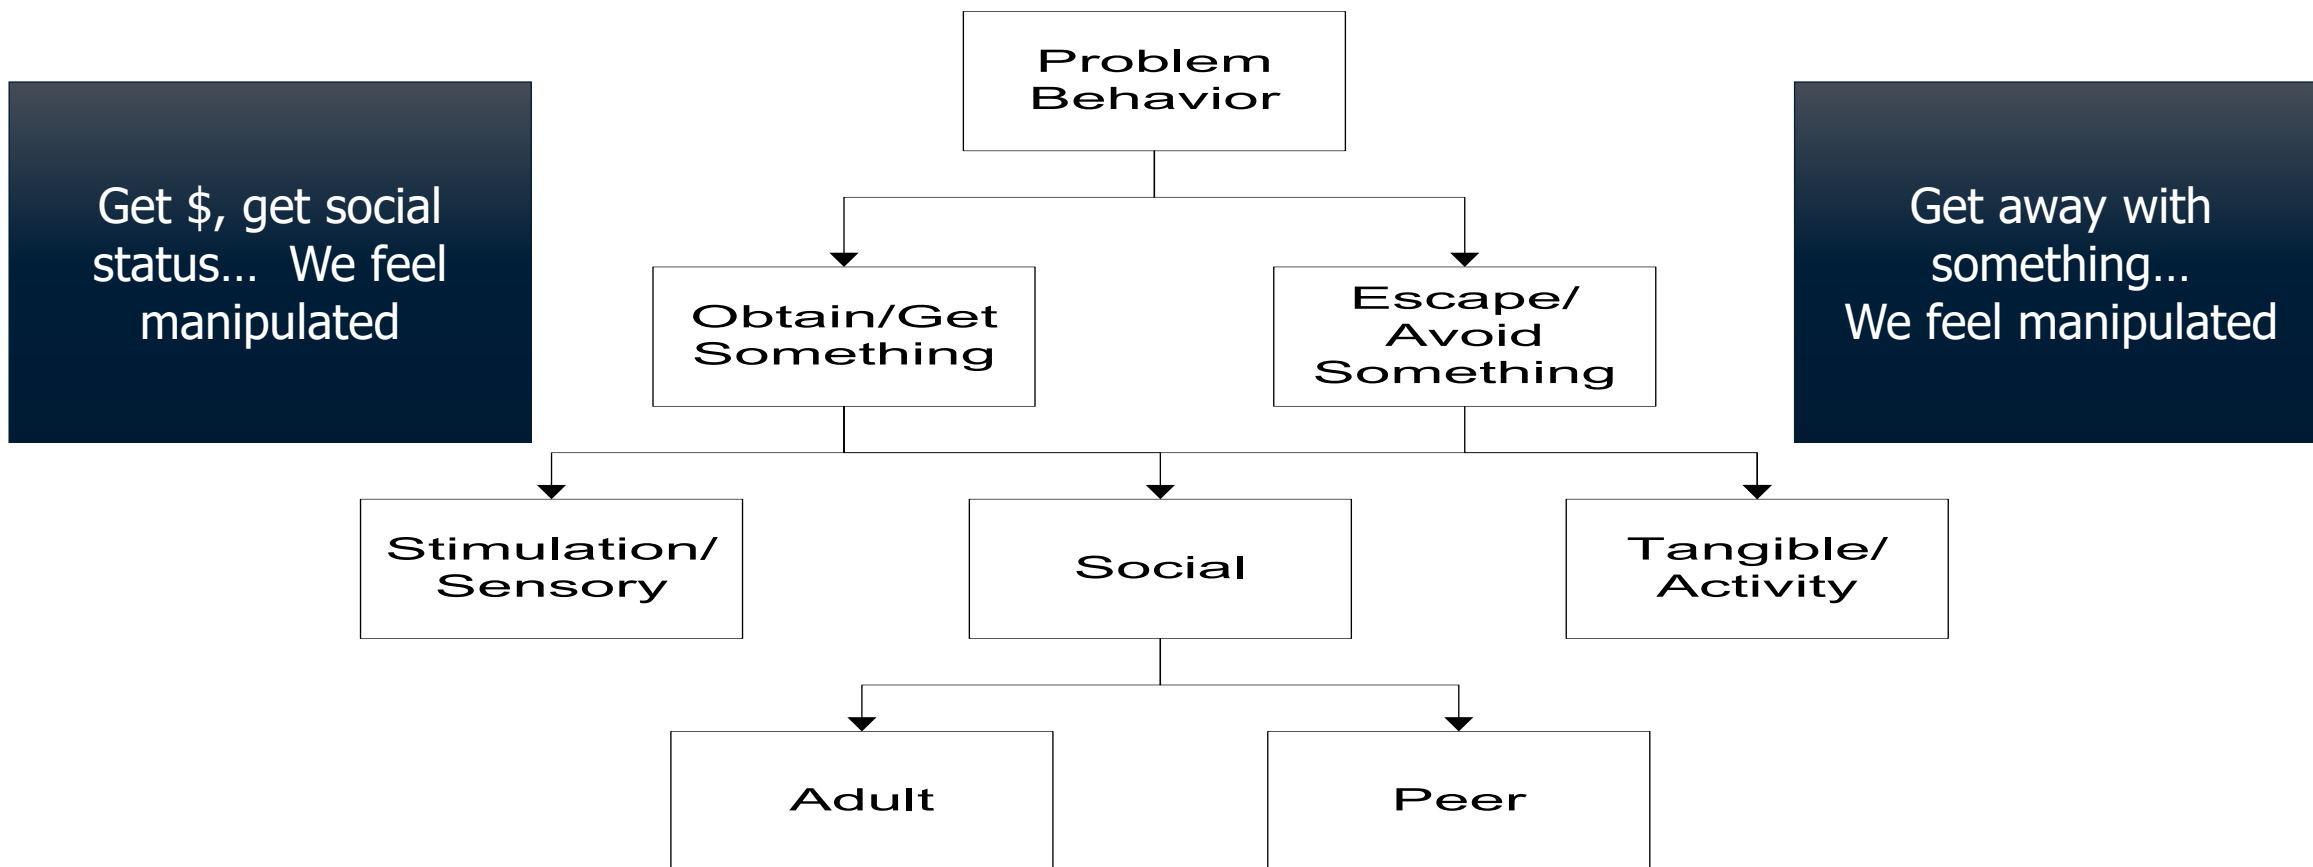 Problem
Behavior
Get $, get social
status...  We feel
manipulated
Get away with
something...
We feel manipulated
Obtain/Get
Something
Escape/
Avoid
Something
Stimulation/
Sensory
Social
Tangible/
Activity
Adult
Peer